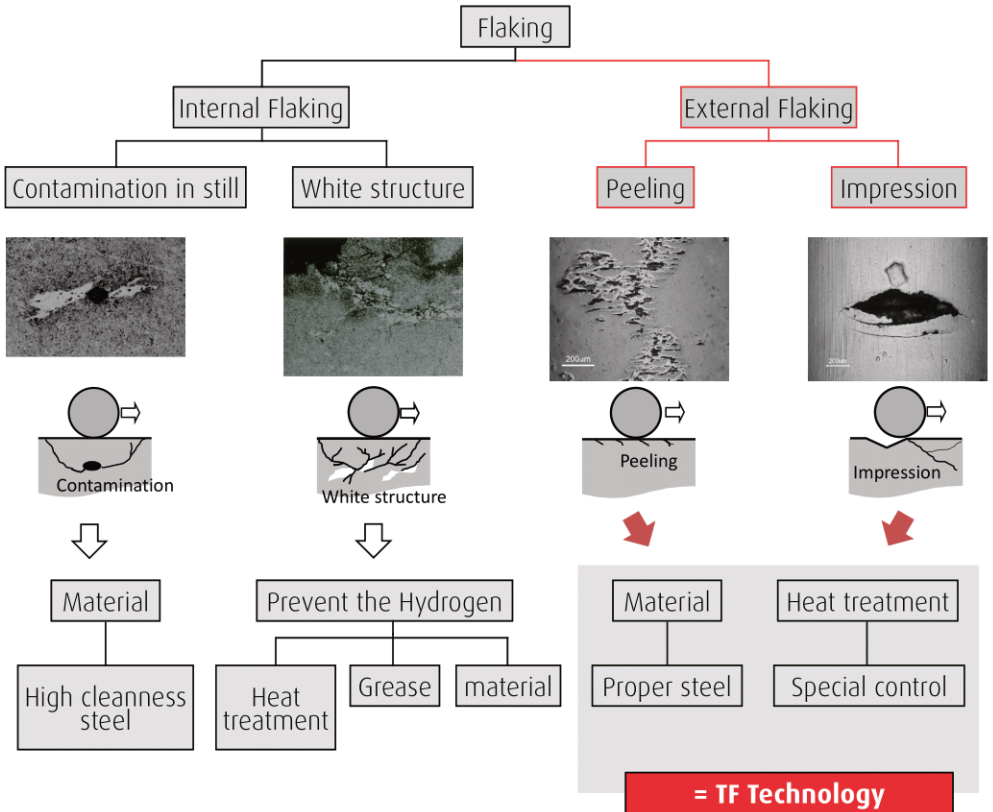 Flaking
Internal Flaking
External Flaking
Contamination in still
White structure
Peeling
Impression
200um
200um
Contamination
White structure
Peeling
Impression
Material
Prevent the Hydrogen
Material
Heat treatment
High cleanness
steel
Heat
treatment
Grease
material
Proper steel
Special control
= TF Technology